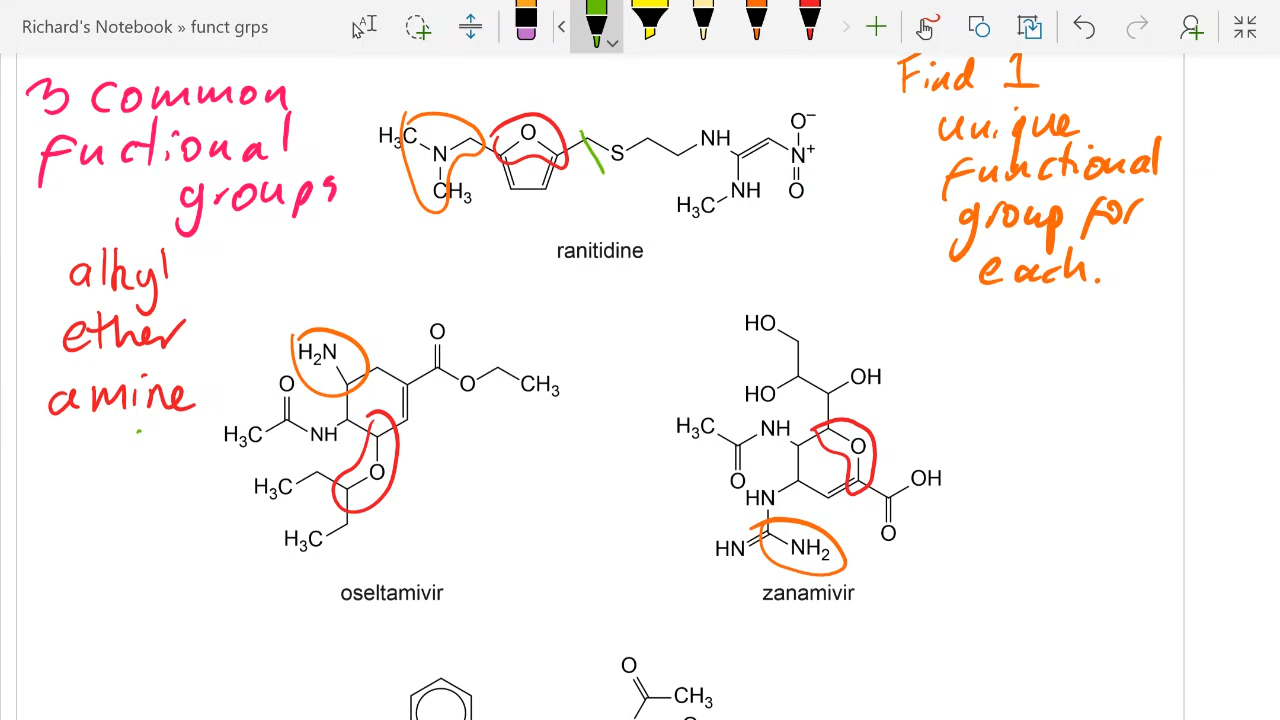 Richard's Notebook » funct grps
3 common
fuctional
groups
alkyl
ether
amine
Find 1
unique
functional
group for
each.
H₃C
N
CH₃
O
S
NH
NH
H₃C
O⁻
N⁺
O
ranitidine
H₂N
O
O
CH₃
O
H₃C
NH
O
H₃C
H₃C
oseltamivir
HO
HO
OH
H₃C
NH
O
O
OH
O
HN
HN
NH₂
zanamivir
O
CH₃